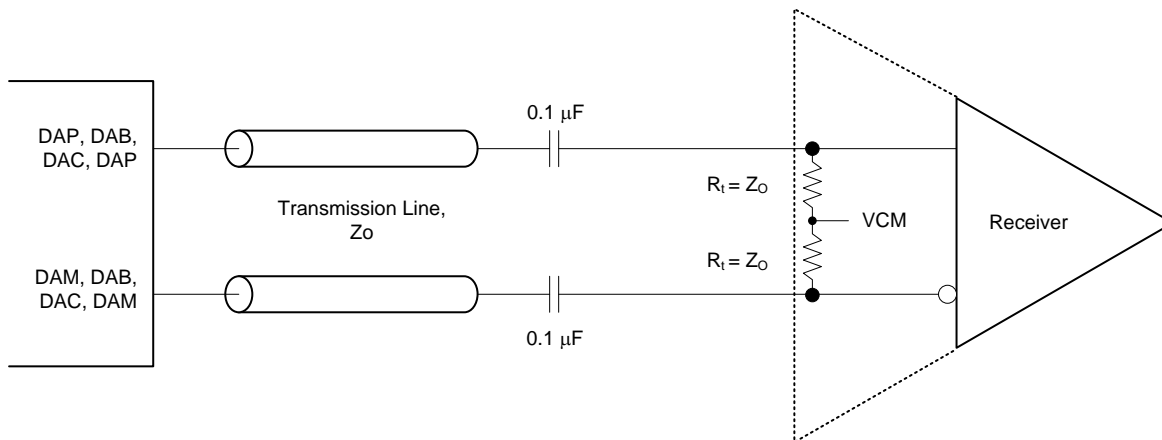 0.1 μF
DAP, DAB,
DAC, DAP
Rt = ZO
Transmission Line,
Zo
VCM
Receiver
Rt = ZO
DAM, DAB,
DAC, DAM
0.1 μF